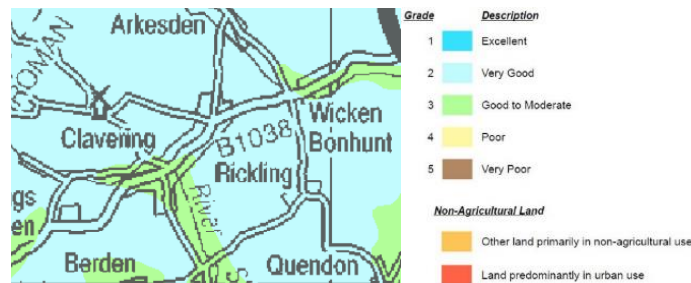 Arkesden
ROMAN
Clavering
B1038
Wicken
Bonhunt
Rickling
River
gs
en
S
Berden
Quendon
Grade
Description
1 Excellent
2 Very Good
3 Good to Moderate
4 Poor
5 Very Poor
Non-Agricultural Land
Other land primarily in non-agricultural use
Land predominantly in urban use